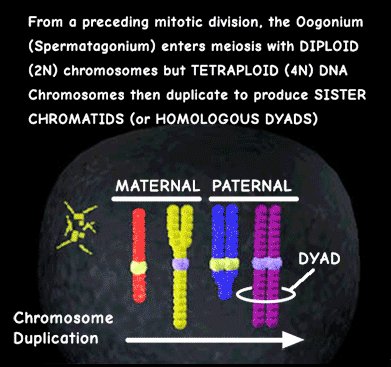 From a preceding mitotic division, the Oogonium
(Spermatagonium) enters meiosis with DIPLOID
(2N) chromosomes but TETRAPLOID (4N) DNA
Chromosomes then duplicate to produce SISTER
CHROMATIDS (or HOMOLOGOUS DYADS)
MATERNAL PATERNAL
DYAD
Chromosome
Duplication